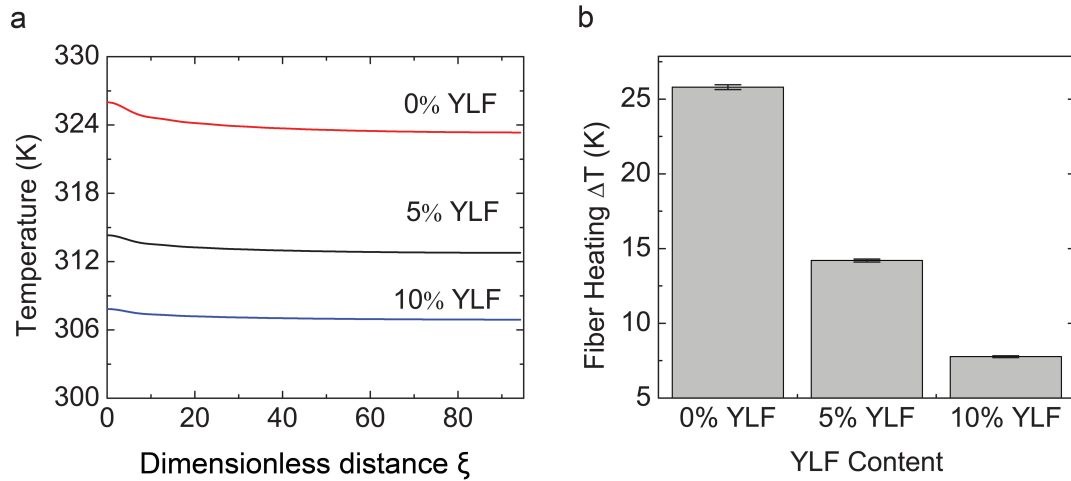 a
330
324
318
312
306
300
Temperature (K)
0% YLF
5% YLF
10% YLF
0 20 40 60 80
Dimensionless distance ξ
b
25
20
15
10
5
Fiber Heating ΔT (K)
0% YLF 5% YLF 10% YLF
YLF Content